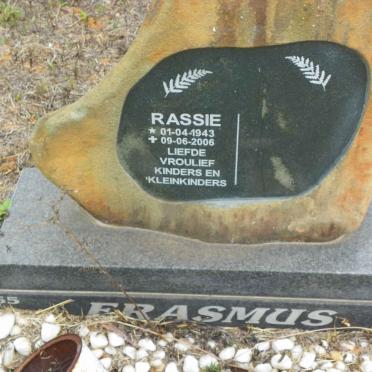 RASSIE
* 01-04-1943
✝ 09-06-2006
LIEFDE
VROULIEF
KINDERS EN
'KLEINKINDERS
ERASMUS